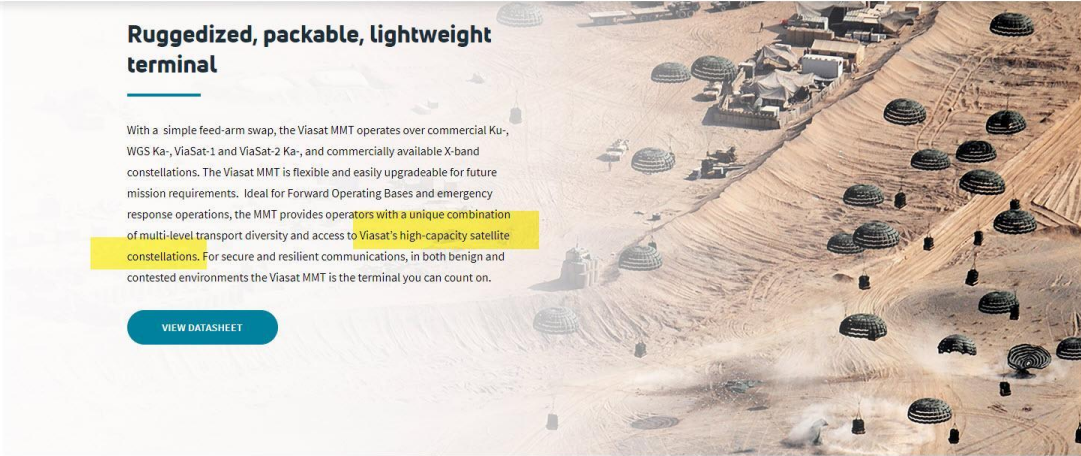 Ruggedized, packable, lightweight
terminal
With a simple feed-arm swap, the Viasat MMT operates over commercial Ku-,
WGS Ka-, ViaSat-1 and ViaSat-2 Ka-, and commercially available X-band
constellations. The Viasat MMT is flexible and easily upgradeable for future
mission requirements. Ideal for Forward Operating Bases and emergency
response operations, the MMT provides operators with a unique combination
of multi-level transport diversity and access to Viasat's high-capacity satellite
constellations. For secure and resilient communications, in both benign and
contested environments the Viasat MMT is the terminal you can count on.
VIEW DATASHEET